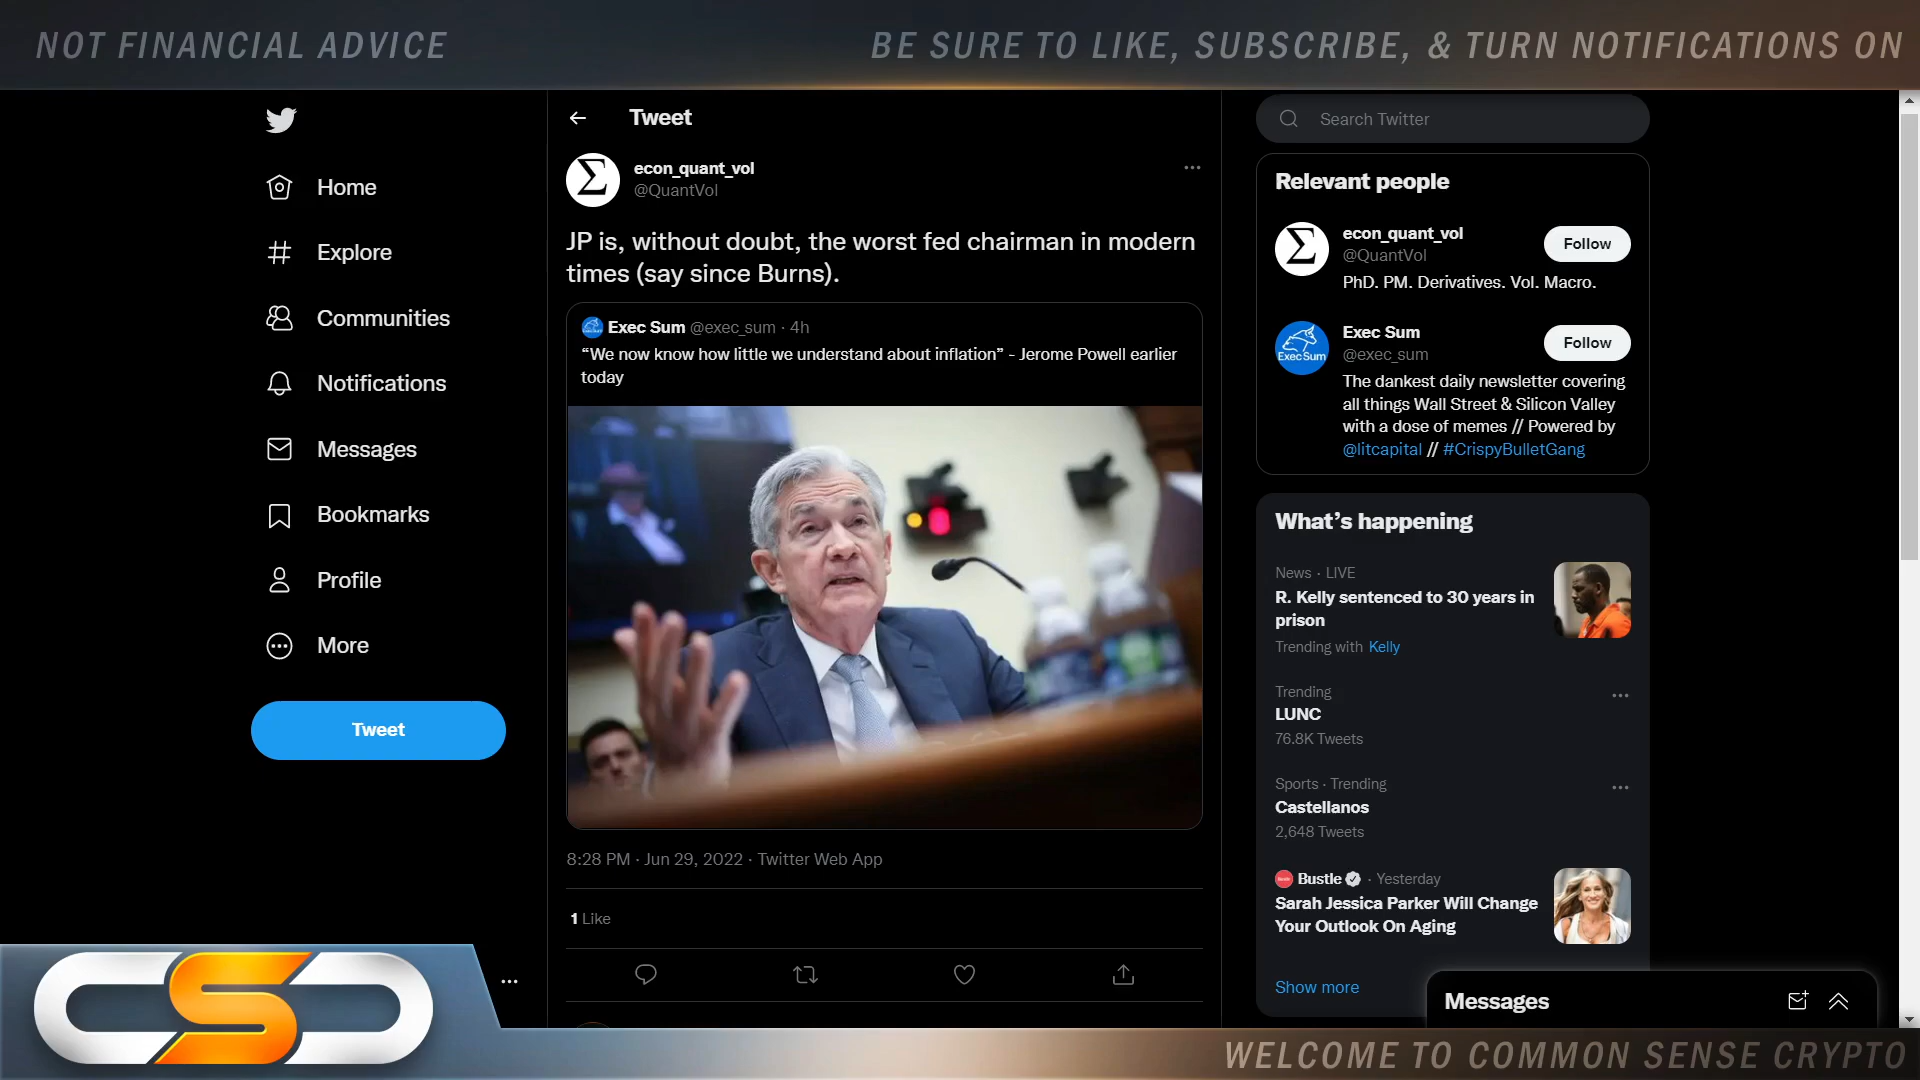 NOT FINANCIAL ADVICE
BE SURE TO LIKE, SUBSCRIBE, & TURN NOTIFICATIONS ON
Home
Explore
Communities
Notifications
Messages
Bookmarks
Profile
More
Tweet
Tweet
Σ
econ_quant_vol
@QuantVol
JP is, without doubt, the worst fed chairman in modern
times (say since Burns).
Exec Sum @exec_sum · 4h
“We now know how little we understand about inflation” - Jerome Powell earlier
today
8:28 PM · Jun 29, 2022 · Twitter Web App
1 Like
Search Twitter
Relevant people
Σ
econ_quant_vol
@QuantVol
Follow
PhD. PM. Derivatives. Vol. Macro.
Exec Sum
Exec Sum
@exec_sum
Follow
The dankest daily newsletter covering
all things Wall Street & Silicon Valley
with a dose of memes // Powered by
@litcapital // #CrispyBulletGang
What’s happening
News · LIVE
R. Kelly sentenced to 30 years in
prison
Trending with Kelly
Trending
LUNC
76.8K Tweets
Sports · Trending
Castellanos
2,648 Tweets
Bustle · Yesterday
Sarah Jessica Parker Will Change
Your Outlook On Aging
Show more
Messages
CSC
WELCOME TO COMMON SENSE CRYPTO